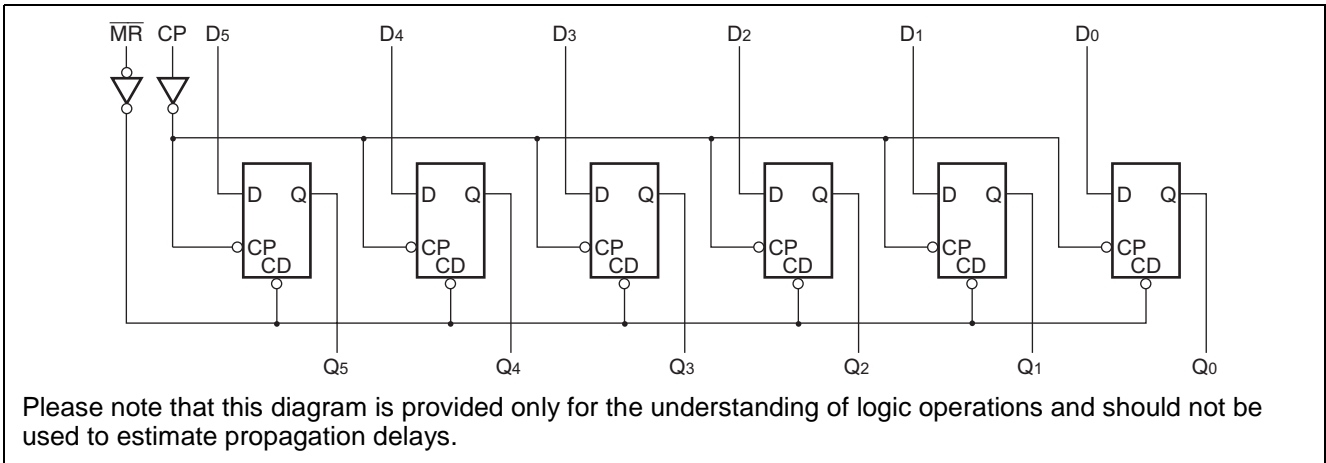 M̅R̅ CP D5 D4 D3 D2 D1 D0
D Q D Q D Q D Q D Q D Q
CP CP CP CP CP CP
CD CD CD CD CD CD
Q5 Q4 Q3 Q2 Q1 Q0
Please note that this diagram is provided only for the understanding of logic operations and should not be
used to estimate propagation delays.